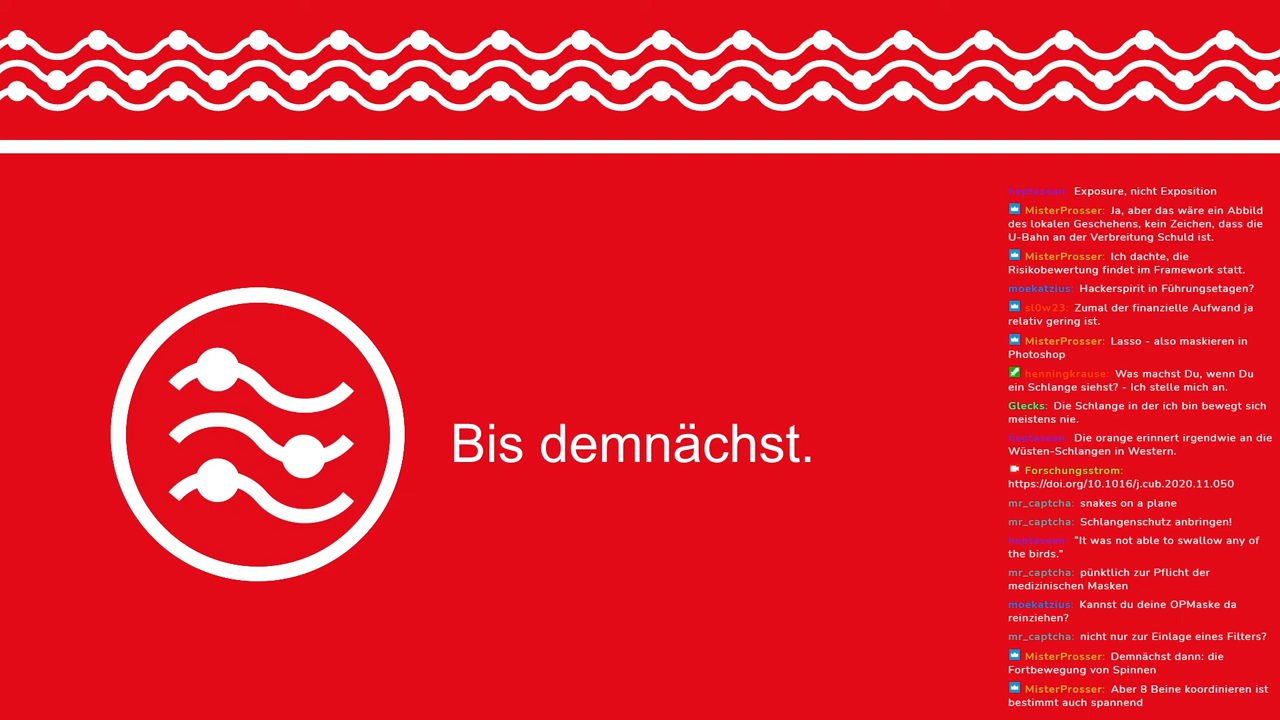 Bis demnächst.
Exposure, nicht Exposition
MisterProsser: Ja, aber das wäre ein Abbild
des lokalen Geschehens, kein Zeichen, dass die
U-Bahn an der Verbreitung Schuld ist.
MisterProsser: Ich dachte, die
Risikobewertung findet im Framework statt.
moekatzius: Hackerspirit in Führungsetagen?
sl0w23: Zumal der finanzielle Aufwand ja
relativ gering ist.
MisterProsser: Lasso - also maskieren in
Photoshop
henningkrause: Was machst Du, wenn Du
ein Schlange siehst? - Ich stelle mich an.
Glecks: Die Schlange in der ich bin bewegt sich
meistens nie.
Die orange erinnert irgendwie an die
Wüsten-Schlangen in Western.
Forschungsstrom:
https://doi.org/10.1016/j.cub.2020.11.050
mr_captcha: snakes on a plane
mr_captcha: Schlangenschutz anbringen!
"It was not able to swallow any of
the birds."
mr_captcha: pünktlich zur Pflicht der
medizinischen Masken
moekatzius: Kannst du deine OPMaske da
reinziehen?
mr_captcha: nicht nur zur Einlage eines Filters?
MisterProsser: Demnächst dann: die
Fortbewegung von Spinnen
MisterProsser: Aber 8 Beine koordinieren ist
bestimmt auch spannend